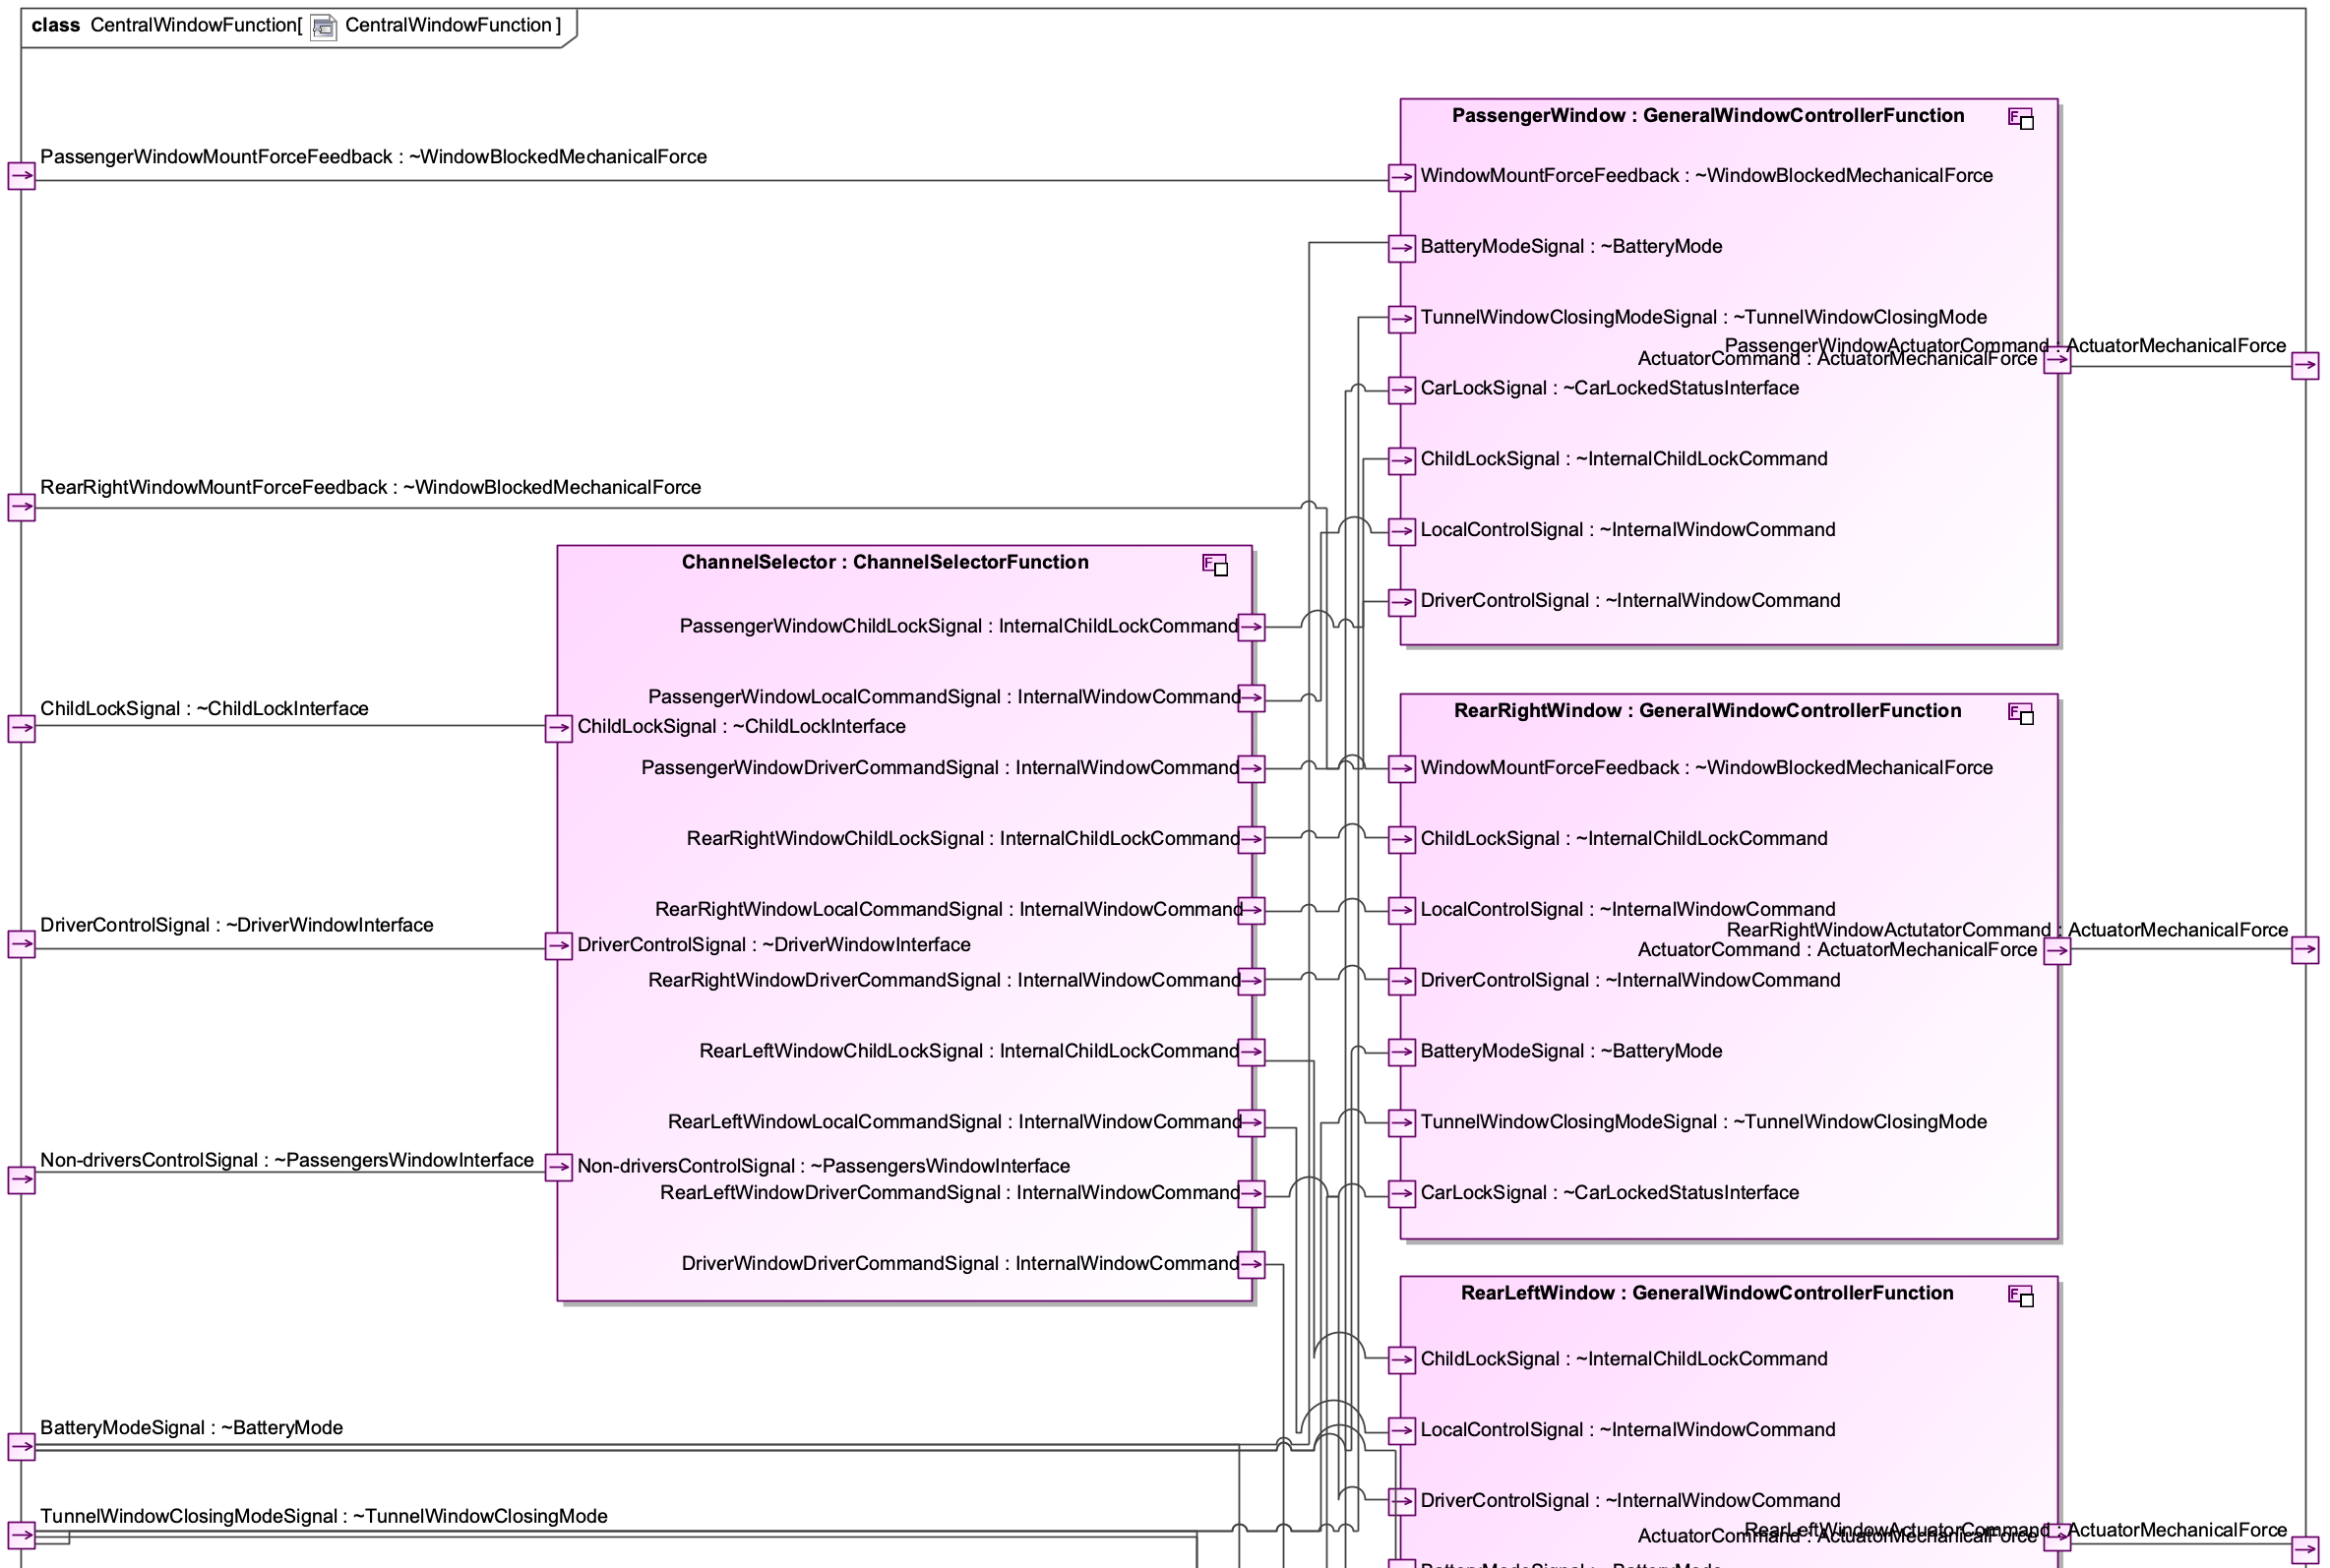 class CentralWindowFunction[ CentralWindowFunction ]
PassengerWindow : GeneralWindowControllerFunction
PassengerWindowMountForceFeedback : ~WindowBlockedMechanicalForce
WindowMountForceFeedback : ~WindowBlockedMechanicalForce
BatteryModeSignal : ~BatteryMode
TunnelWindowClosingModeSignal : ~TunnelWindowClosingMode
PassengerWindowActuatorCommand : ActuatorMechanicalForce
ActuatorCommand : ActuatorMechanicalForce
CarLockSignal : ~CarLockedStatusInterface
ChildLockSignal : ~InternalChildLockCommand
RearRightWindowMountForceFeedback : ~WindowBlockedMechanicalForce
LocalControlSignal : ~InternalWindowCommand
DriverControlSignal : ~InternalWindowCommand
ChannelSelector : ChannelSelectorFunction
PassengerWindowChildLockSignal : InternalChildLockCommand
PassengerWindowLocalCommandSignal : InternalWindowCommand
ChildLockSignal : ~ChildLockInterface
ChildLockSignal : ~ChildLockInterface
PassengerWindowDriverCommandSignal : InternalWindowCommand
RearRightWindowChildLockSignal : InternalChildLockCommand
RearRightWindowLocalCommandSignal : InternalWindowCommand
DriverControlSignal : ~DriverWindowInterface
DriverControlSignal : ~DriverWindowInterface
RearRightWindowDriverCommandSignal : InternalWindowCommand
RearLeftWindowChildLockSignal : InternalChildLockCommand
RearLeftWindowLocalCommandSignal : InternalWindowCommand
Non-driversControlSignal : ~PassengersWindowInterface
Non-driversControlSignal : ~PassengersWindowInterface
RearLeftWindowDriverCommandSignal : InternalWindowCommand
DriverWindowDriverCommandSignal : InternalWindowCommand
RearRightWindow : GeneralWindowControllerFunction
WindowMountForceFeedback : ~WindowBlockedMechanicalForce
ChildLockSignal : ~InternalChildLockCommand
LocalControlSignal : ~InternalWindowCommand
RearRightWindowActutatorCommand : ActuatorMechanicalForce
ActuatorCommand : ActuatorMechanicalForce
DriverControlSignal : ~InternalWindowCommand
BatteryModeSignal : ~BatteryMode
TunnelWindowClosingModeSignal : ~TunnelWindowClosingMode
CarLockSignal : ~CarLockedStatusInterface
RearLeftWindow : GeneralWindowControllerFunction
ChildLockSignal : ~InternalChildLockCommand
LocalControlSignal : ~InternalWindowCommand
BatteryModeSignal : ~BatteryMode
DriverControlSignal : ~InternalWindowCommand
TunnelWindowClosingModeSignal : ~TunnelWindowClosingMode
RearLeftWindowActuatorCommand : ActuatorMechanicalForce
ActuatorCommand : ActuatorMechanicalForce